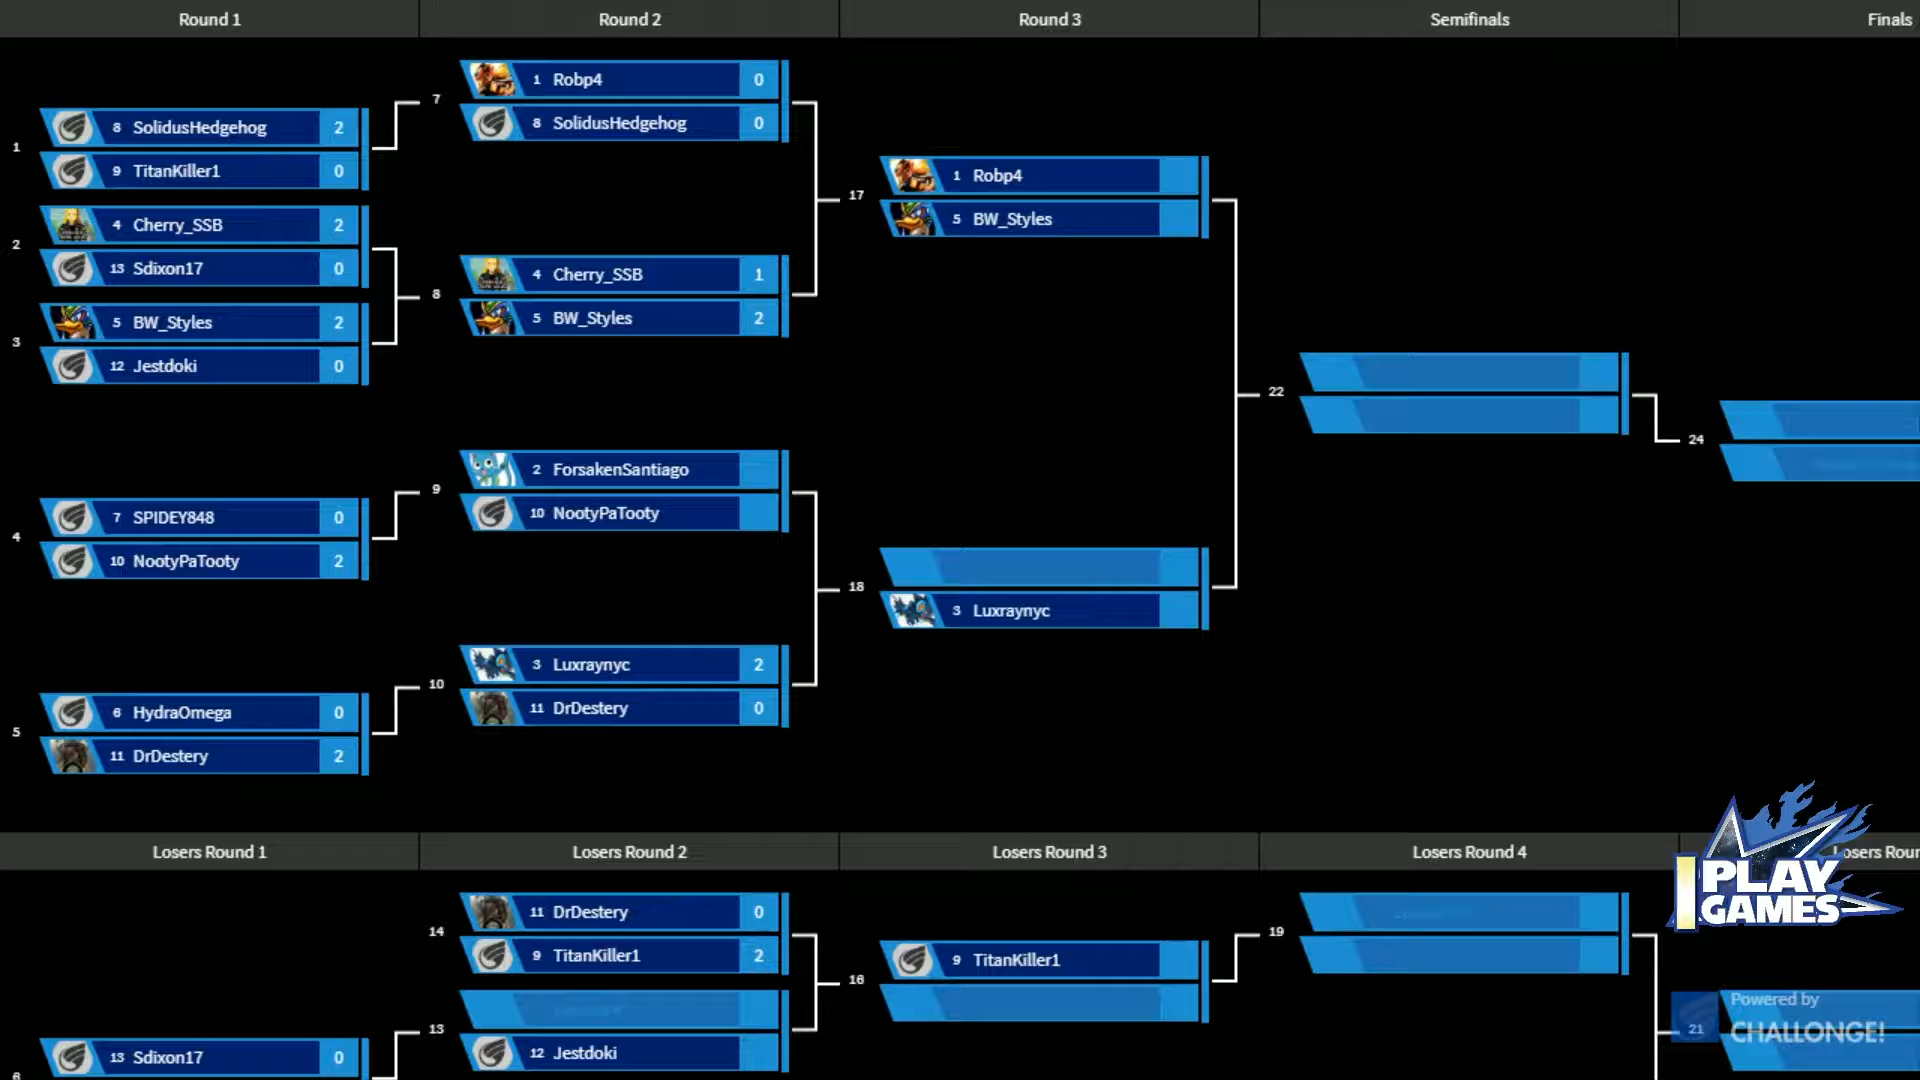 Round 1
Round 2
Round 3
Semifinals
Finals
1
8 SolidusHedgehog 2
9 TitanKiller1 0
2
4 Cherry_SSB 2
13 Sdixon17 0
3
5 BW_Styles 2
12 Jestdoki 0
4
7 SPIDEY848 0
10 NootyPaTooty 2
5
6 HydraOmega 0
11 DrDestery 2
7
1 Robp4 0
8 SolidusHedgehog 0
8
4 Cherry_SSB 1
5 BW_Styles 2
9
2 ForsakenSantiago
10 NootyPaTooty
10
3 Luxraynyc 2
11 DrDestery 0
17
1 Robp4
5 BW_Styles
18
3 Luxraynyc
22
24
Losers Round 1
Losers Round 2
Losers Round 3
Losers Round 4
Losers Roun
13 Sdixon17 0
14
11 DrDestery 0
9 TitanKiller1 2
13
12 Jestdoki
16
9 TitanKiller1
19
21
I PLAY
GAMES
Powered by
CHALLONGE!